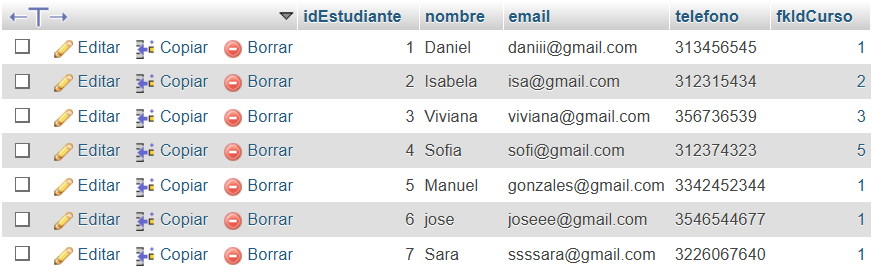 idEstudiante nombre email telefono fkIdCurso
Editar Copiar Borrar 1 Daniel daniii@gmail.com 313456545 1
Editar Copiar Borrar 2 Isabela isa@gmail.com 312315434 2
Editar Copiar Borrar 3 Viviana viviana@gmail.com 356736539 3
Editar Copiar Borrar 4 Sofia sofi@gmail.com 312374323 5
Editar Copiar Borrar 5 Manuel gonzales@gmail.com 3342452344 1
Editar Copiar Borrar 6 jose joseee@gmail.com 3546544677 1
Editar Copiar Borrar 7 Sara ssssara@gmail.com 3226067640 1